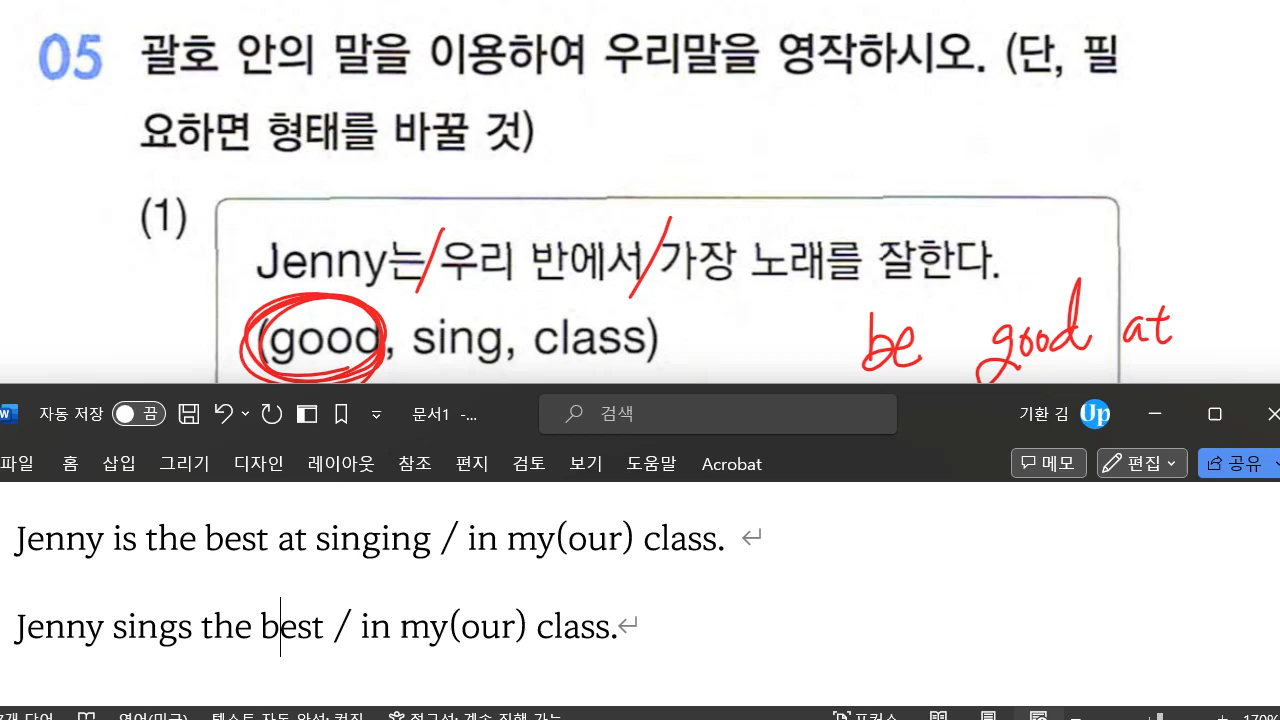 05 괄호 안의 말을 이용하여 우리말을 영작하시오. (단, 필
요하면 형태를 바꿀 것)
(1) Jenny는/우리 반에서/가장 노래를 잘한다.
(good, sing, class) be good at
자동 저장 끔 문서1 -... 검색 기환 김 Up
파일 홈 삽입 그리기 디자인 레이아웃 참조 편지 검토 보기 도움말 Acrobat 메모 편집 공유
Jenny is the best at singing / in my(our) class. ↵
Jenny sings the best / in my(our) class.↵